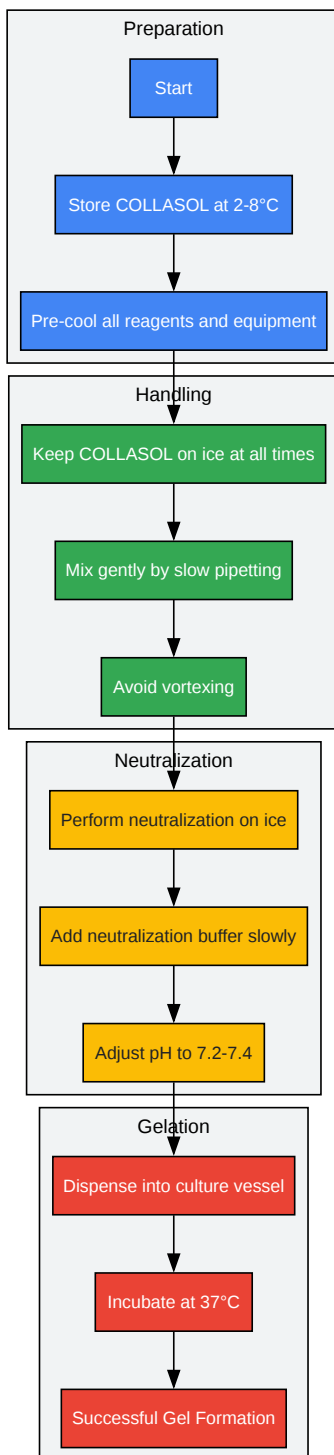 Preparation
Start
Store COLLASOL at 2-8°C
Pre-cool all reagents and equipment
Handling
Keep COLLASOL on ice at all times
Mix gently by slow pipetting
Avoid vortexing
Neutralization
Perform neutralization on ice
Add neutralization buffer slowly
Adjust pH to 7.2-7.4
Gelation
Dispense into culture vessel
Incubate at 37°C
Successful Gel Formation